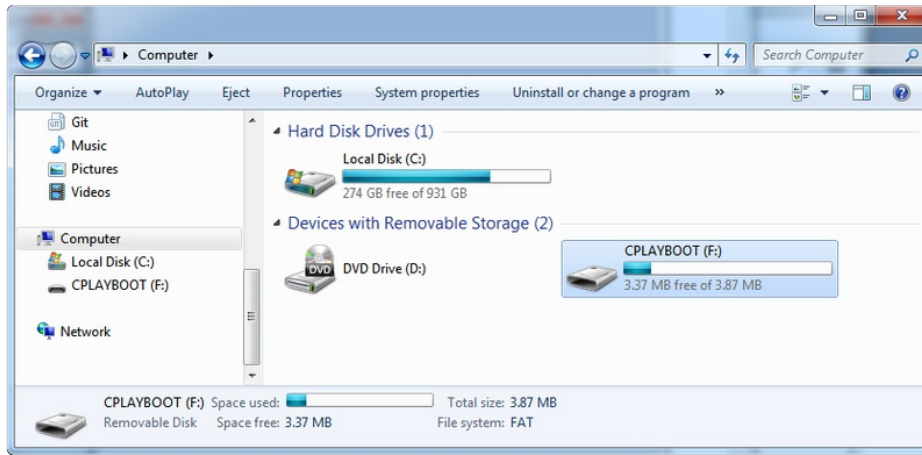 Computer
Search Computer
Organize AutoPlay Eject Properties System properties Uninstall or change a program »
Git
Music
Pictures
Videos
Computer
Local Disk (C:)
CPLAYBOOT (F:)
Network
Hard Disk Drives (1)
Local Disk (C:)
274 GB free of 931 GB
Devices with Removable Storage (2)
DVD Drive (D:)
DVD
CPLAYBOOT (F:)
3.37 MB free of 3.87 MB
CPLAYBOOT (F:) Space used: Total size: 3.87 MB
Removable Disk Space free: 3.37 MB File system: FAT